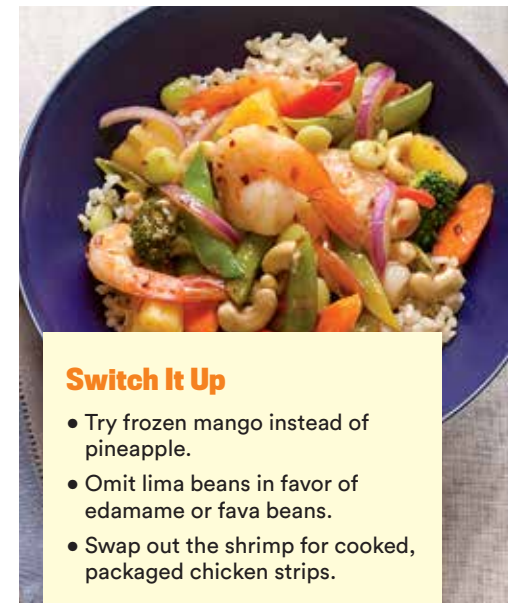 Switch It Up
• Try frozen mango instead of
pineapple.
• Omit lima beans in favor of
edamame or fava beans.
• Swap out the shrimp for cooked,
packaged chicken strips.